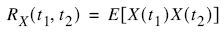 R_X(t_1, t_2) = E[X(t_1)X(t_2)]